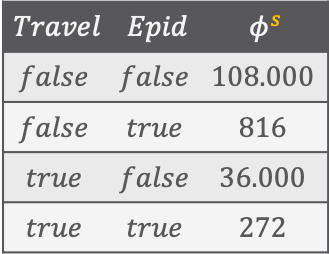 Travel Epid ϕˢ
false false 108.000
false true 816
true false 36.000
true true 272